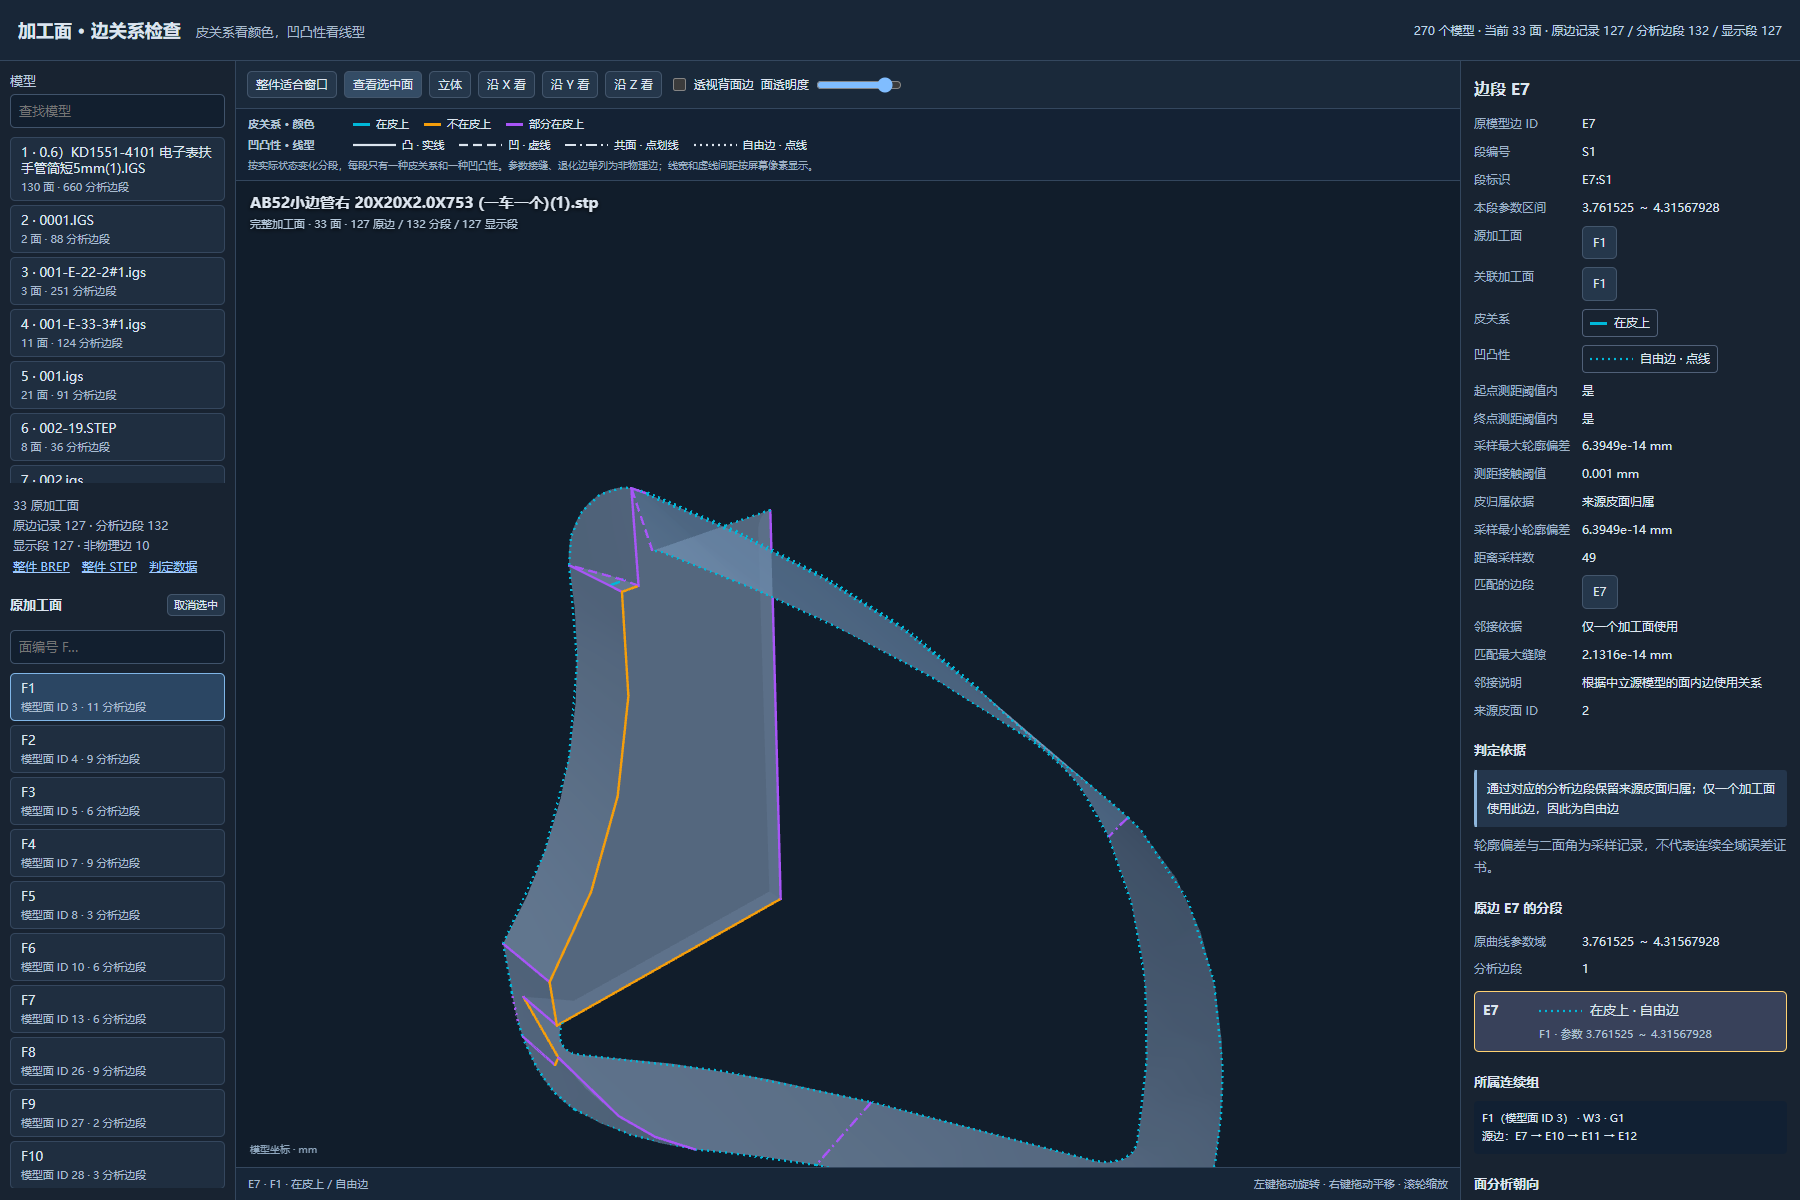 加工面 • 边关系检查
皮关系看颜色，凹凸性看线型
270 个模型 · 当前 33 面 · 原边记录 127 / 分析边段 132 / 显示段 127
模型
查找模型
1 · 0.6）KD1551-4101 电子表扶
手管简短5mm(1).IGS
130 面 · 660 分析边段
2 · 0001.IGS
2 面 · 88 分析边段
3 · 001-E-22-2#1.igs
3 面 · 251 分析边段
4 · 001-E-33-3#1.igs
11 面 · 124 分析边段
5 · 001.igs
21 面 · 91 分析边段
6 · 002-19.STEP
8 面 · 36 分析边段
7 · 002.igs
33 原加工面
原边记录 127 · 分析边段 132
显示段 127 · 非物理边 10
整件 BREP 整件 STEP 判定数据
原加工面
取消选中
面编号 F...
F1
模型面 ID 3 · 11 分析边段
F2
模型面 ID 4 · 9 分析边段
F3
模型面 ID 5 · 6 分析边段
F4
模型面 ID 7 · 9 分析边段
F5
模型面 ID 8 · 3 分析边段
F6
模型面 ID 10 · 6 分析边段
F7
模型面 ID 13 · 6 分析边段
F8
模型面 ID 26 · 9 分析边段
F9
模型面 ID 27 · 2 分析边段
F10
模型面 ID 28 · 3 分析边段
整件适合窗口 查看选中面 立体 沿 X 看 沿 Y 看 沿 Z 看 透视背面边 面透明度
皮关系 • 颜色 在皮上 不在皮上 部分在皮上
凹凸性 • 线型 凸 · 实线 凹 · 虚线 共面 · 点划线 自由边 · 点线
按实际状态变化分段，每段只有一种皮关系和一种凹凸性。参数接缝、退化边单列为非物理边；线宽和虚线间距按屏幕像素显示。
AB52小边管右 20X20X2.0X753 (一车一个)(1).stp
完整加工面 · 33 面 · 127 原边 / 132 分段 / 127 显示段
模型坐标 · mm
E7 · F1 · 在皮上 / 自由边
左键拖动旋转 · 右键拖动平移 · 滚轮缩放
边段 E7
原模型边 ID E7
段编号 S1
段标识 E7:S1
本段参数区间 3.761525 ～ 4.31567928
源加工面 F1
关联加工面 F1
皮关系 在皮上
凹凸性 自由边 · 点线
起点测距阈值内 是
终点测距阈值内 是
采样最大轮廓偏差 6.3949e-14 mm
测距接触阈值 0.001 mm
皮归属依据 来源皮面归属
采样最小轮廓偏差 6.3949e-14 mm
距离采样数 49
匹配的边段 E7
邻接依据 仅一个加工面使用
匹配最大缝隙 2.1316e-14 mm
邻接说明 根据中立源模型的面内边使用关系
来源皮面 ID 2
判定依据
通过对应的分析边段保留来源皮面归属；仅一个加工面
使用此边，因此为自由边
轮廓偏差与二面角为采样记录，不代表连续全域误差证
书。
原边 E7 的分段
原曲线参数域 3.761525 ～ 4.31567928
分析边段 1
E7 在皮上 · 自由边
F1 · 参数 3.761525 ～ 4.31567928
所属连续组
F1（模型面 ID 3） · W3 · G1
源边：E7 → E10 → E11 → E12
面分析朝向